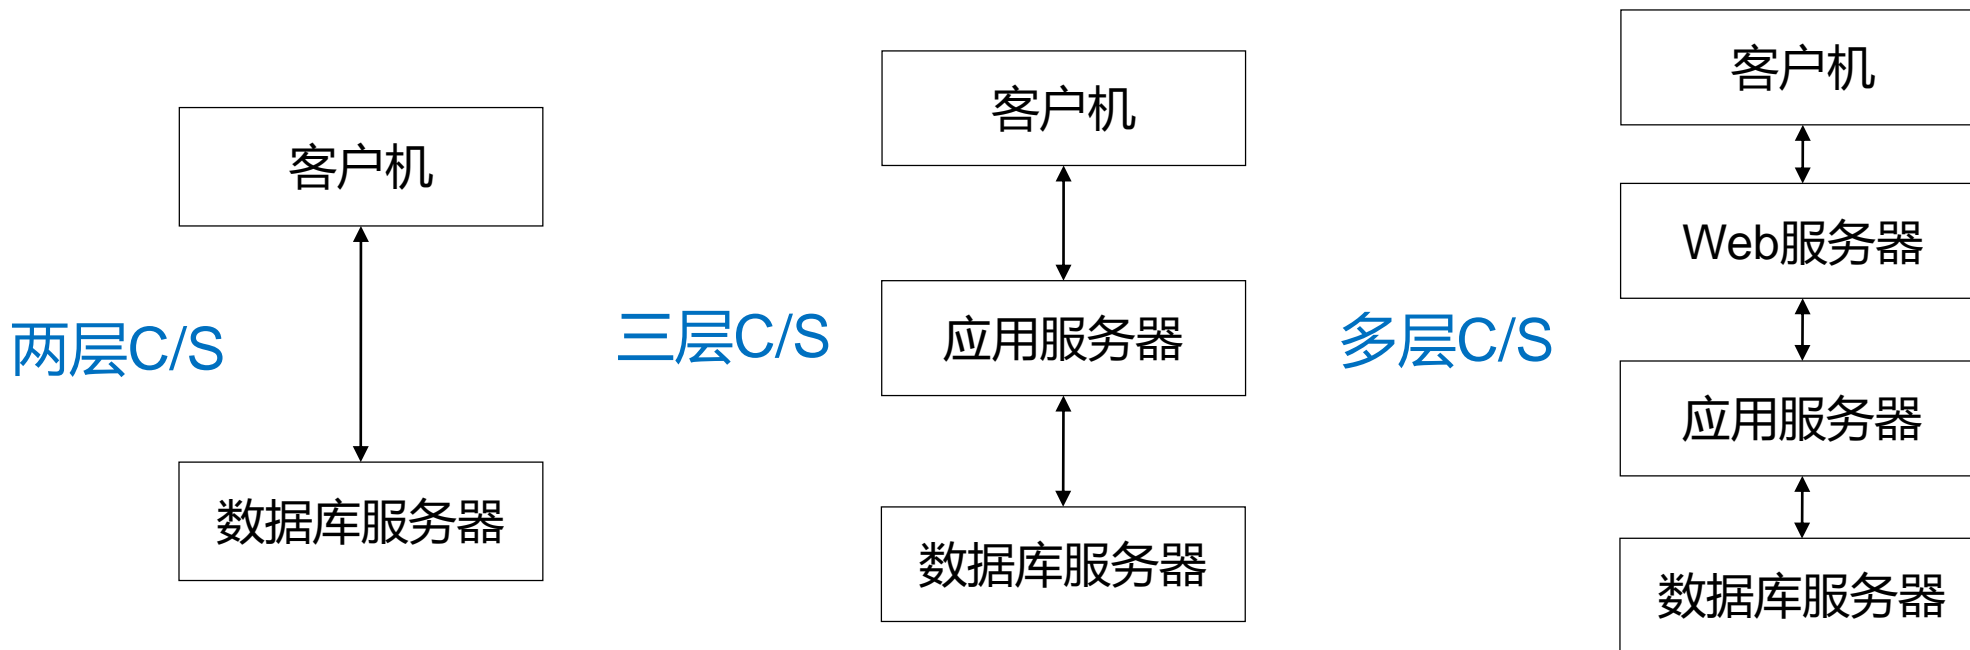 两层C/S
客户机
数据库服务器
三层C/S
客户机
应用服务器
数据库服务器
多层C/S
客户机
Web服务器
应用服务器
数据库服务器